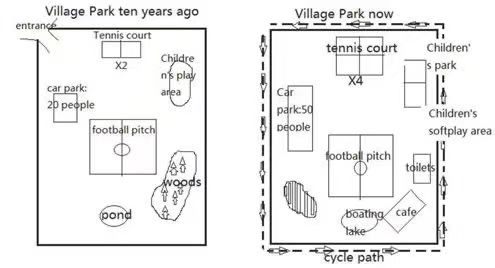 Village Park ten years ago
entrance
Tennis court
X2
Childre
n's play
area
car park:
20 people
football pitch
woods
pond
Village Park now
tennis court
X4
Children'
s park
Car
park:50
people
Children's
softplay area
football pitch
toilets
boating
lake
cafe
cycle path